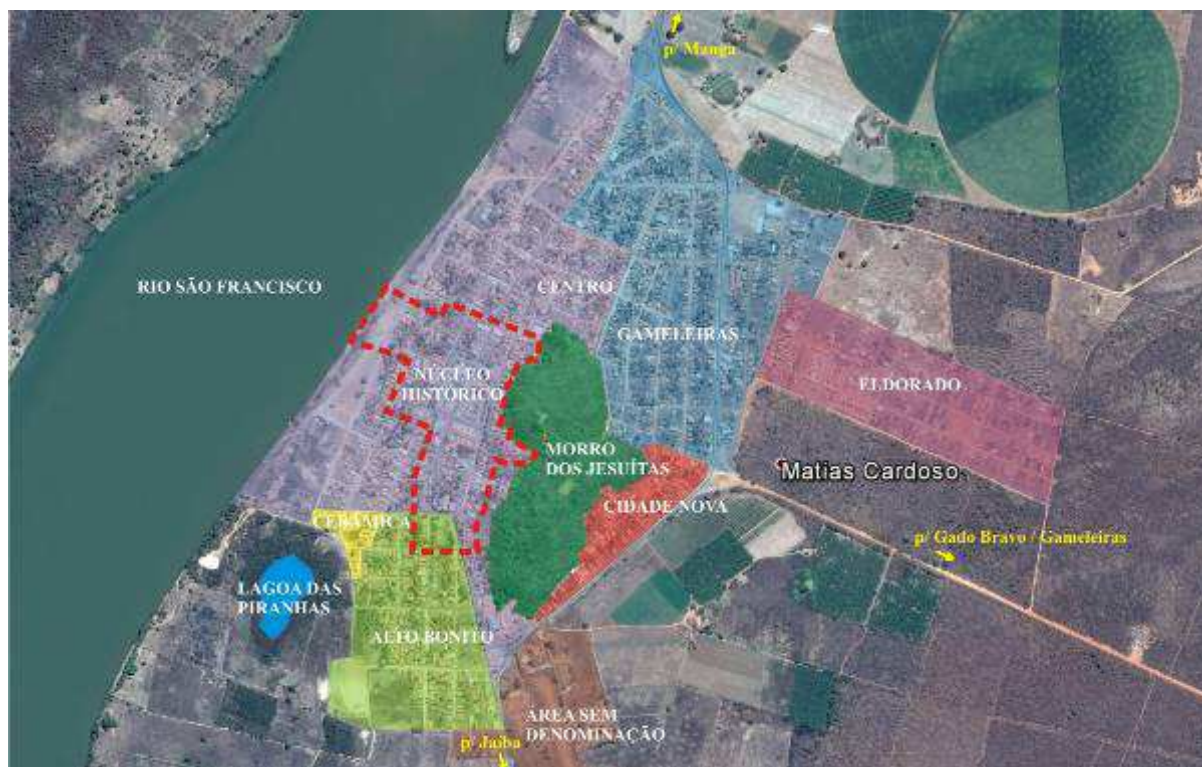 p/ Manga
RIO SÃO FRANCISCO
CENTRO
GAMELEIRAS
NÚCLEO
HISTÓRICO
ELDORADO
MORRO
DOS JESUÍTAS
Matias Cardoso
CIDADE NOVA
CERÂMICA
p/ Gado Bravo / Gameleiras
LAGOA DAS
PIRANHAS
ALTO BONITO
ÁREA SEM
DENOMINAÇÃO
p/ Jaíba